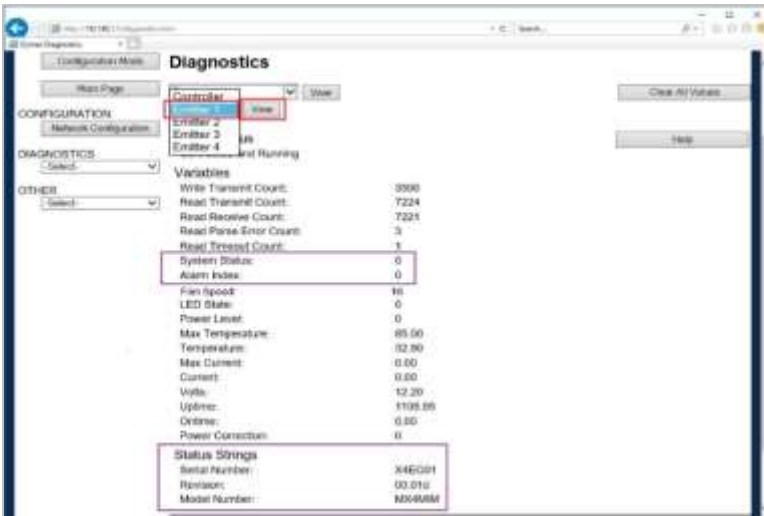 Configuration Mode
Diagnostics
Main Page
View
Clear All Values
Controller
Emitter 1
View
Emitter 2
Emitter 3
Emitter 4
and Running
CONFIGURATION
Network Configuration
Help
DIAGNOSTICS
-Select-
OTHER
-Select-
Variables
Write Transmit Count:
Read Transmit Count: 7224
Read Receive Count: 7221
Read Parse Error Count: 3
Read Timeout Count: 1
System Status:
Alarm Index: 0
Fan Speed:
LED State: 0
Power Level: 0
Max Temperature: 85.00
Temperature: 32.90
Max Current: 0.00
Current: 0.00
Volts: 12.20
Uptime:
Ontime: 0.00
Power Correction: 0
Status Strings
Serial Number: X4EG01
Revision:
Model Number: